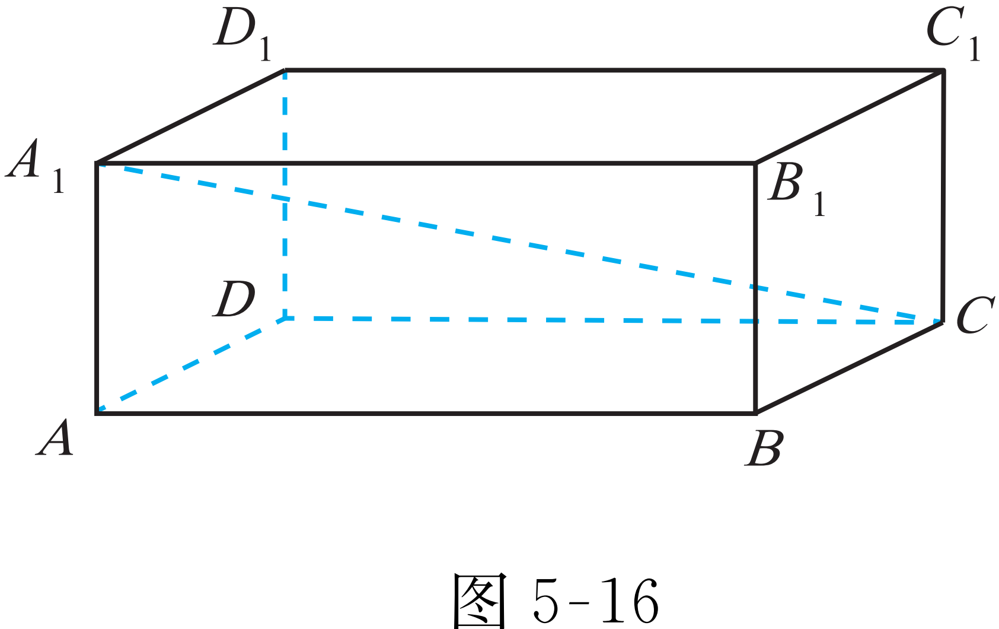 D₁ C₁
A₁ B₁
D C
A B
图 5-16